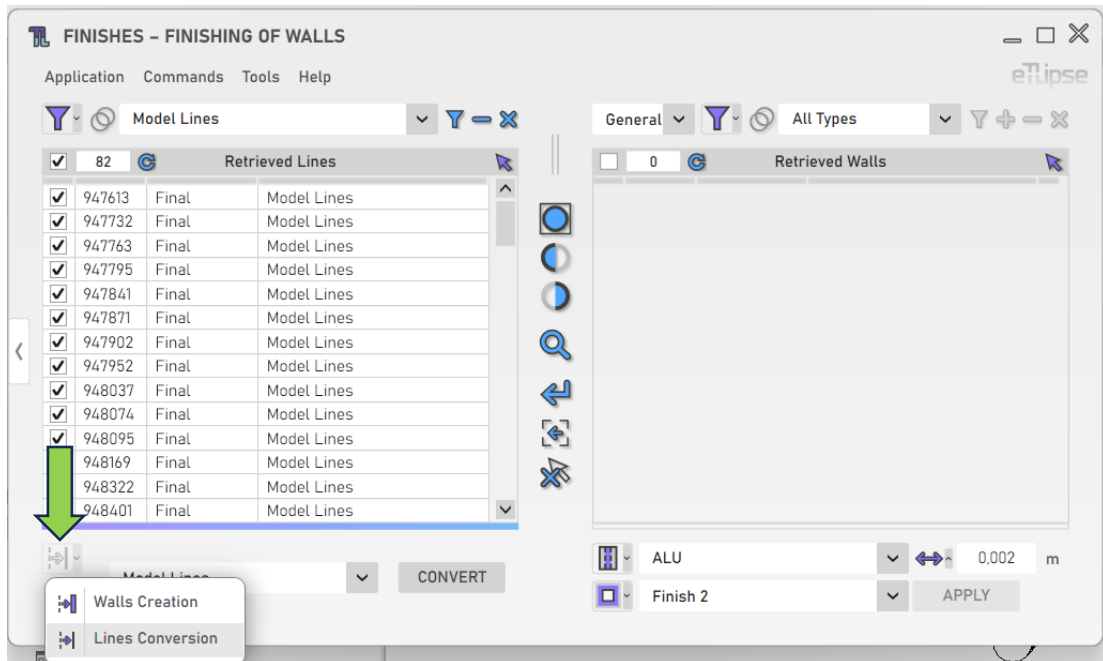 FINISHES – FINISHING OF WALLS
Application Commands Tools Help
eTLipse
Model Lines
General
All Types
82 Retrieved Lines
0 Retrieved Walls
947613 Final Model Lines
947732 Final Model Lines
947763 Final Model Lines
947795 Final Model Lines
947841 Final Model Lines
947871 Final Model Lines
947902 Final Model Lines
947952 Final Model Lines
948037 Final Model Lines
948074 Final Model Lines
948095 Final Model Lines
948169 Final Model Lines
948322 Final Model Lines
948401 Final Model Lines
Model Lines
CONVERT
Walls Creation
Lines Conversion
ALU
0,002 m
Finish 2
APPLY